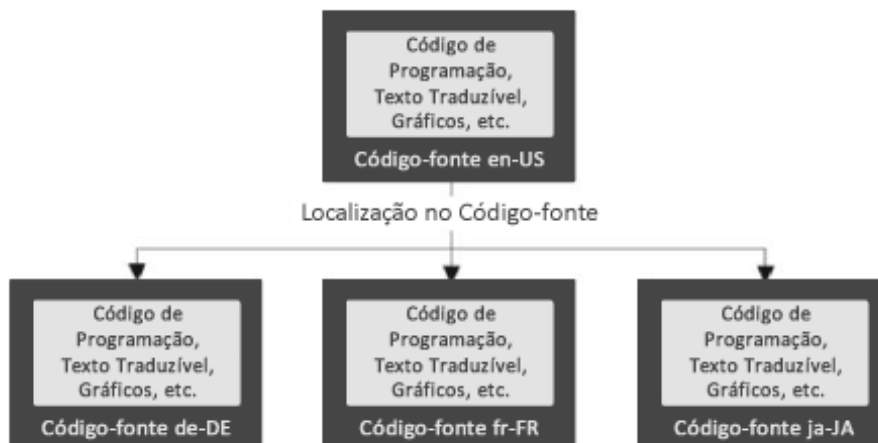 Código de
Programação,
Texto Traduzível,
Gráficos, etc.
Código-fonte en-US
Localização no Código-fonte
Código de
Programação,
Texto Traduzível,
Gráficos, etc.
Código-fonte de-DE
Código de
Programação,
Texto Traduzível,
Gráficos, etc.
Código-fonte fr-FR
Código de
Programação,
Texto Traduzível,
Gráficos, etc.
Código-fonte ja-JA